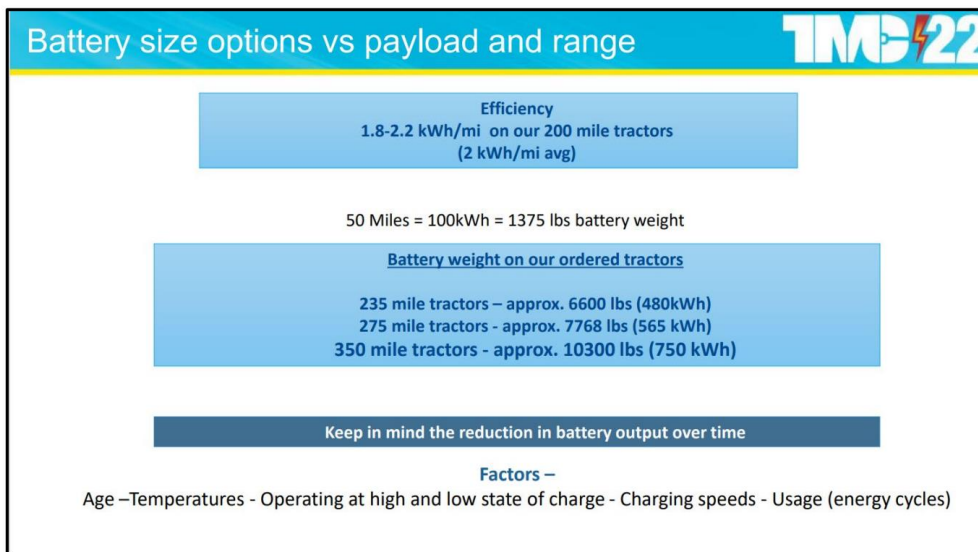 Battery size options vs payload and range
TMC 22
Efficiency
1.8-2.2 kWh/mi on our 200 mile tractors
(2 kWh/mi avg)
50 Miles = 100kWh = 1375 lbs battery weight
Battery weight on our ordered tractors
235 mile tractors – approx. 6600 lbs (480kWh)
275 mile tractors - approx. 7768 lbs (565 kWh)
350 mile tractors - approx. 10300 lbs (750 kWh)
Keep in mind the reduction in battery output over time
Factors –
Age –Temperatures - Operating at high and low state of charge - Charging speeds - Usage (energy cycles)